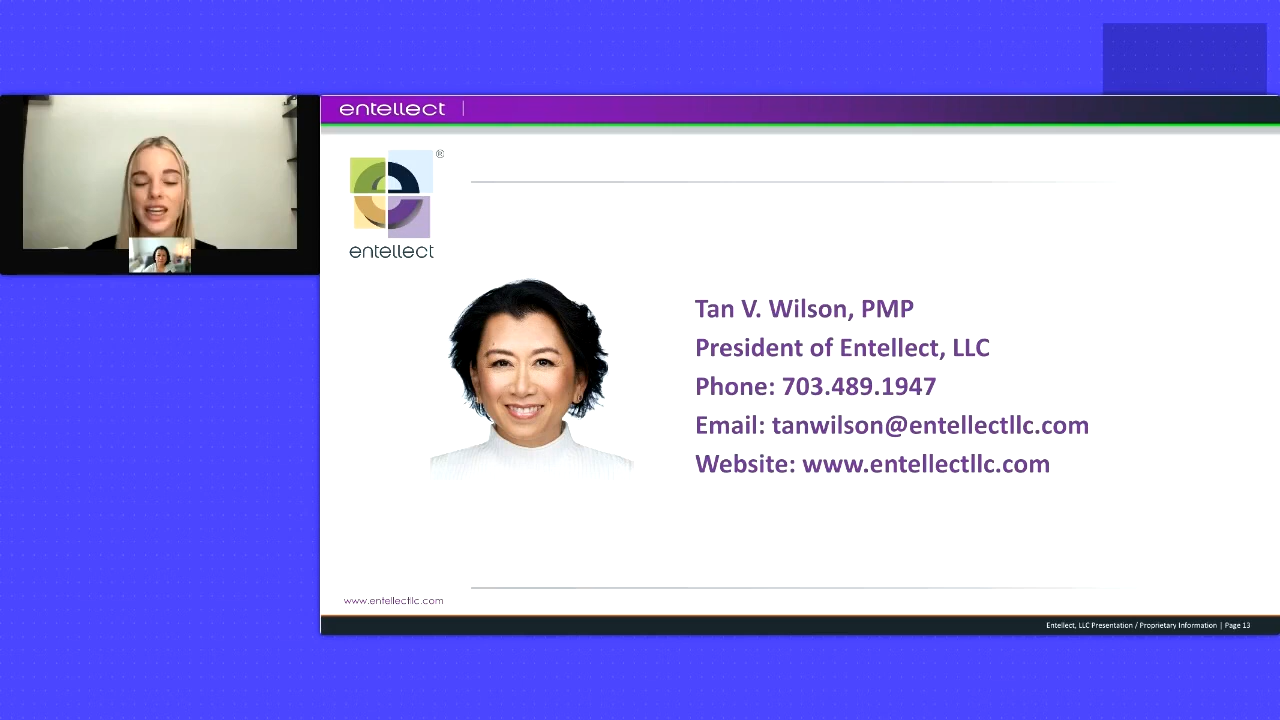 entellect |
®
entellect
Tan V. Wilson, PMP
President of Entellect, LLC
Phone: 703.489.1947
Email: tanwilson@entellectllc.com
Website: www.entellectllc.com
www.entellectllc.com
Entellect, LLC Presentation / Proprietary Information | Page 13